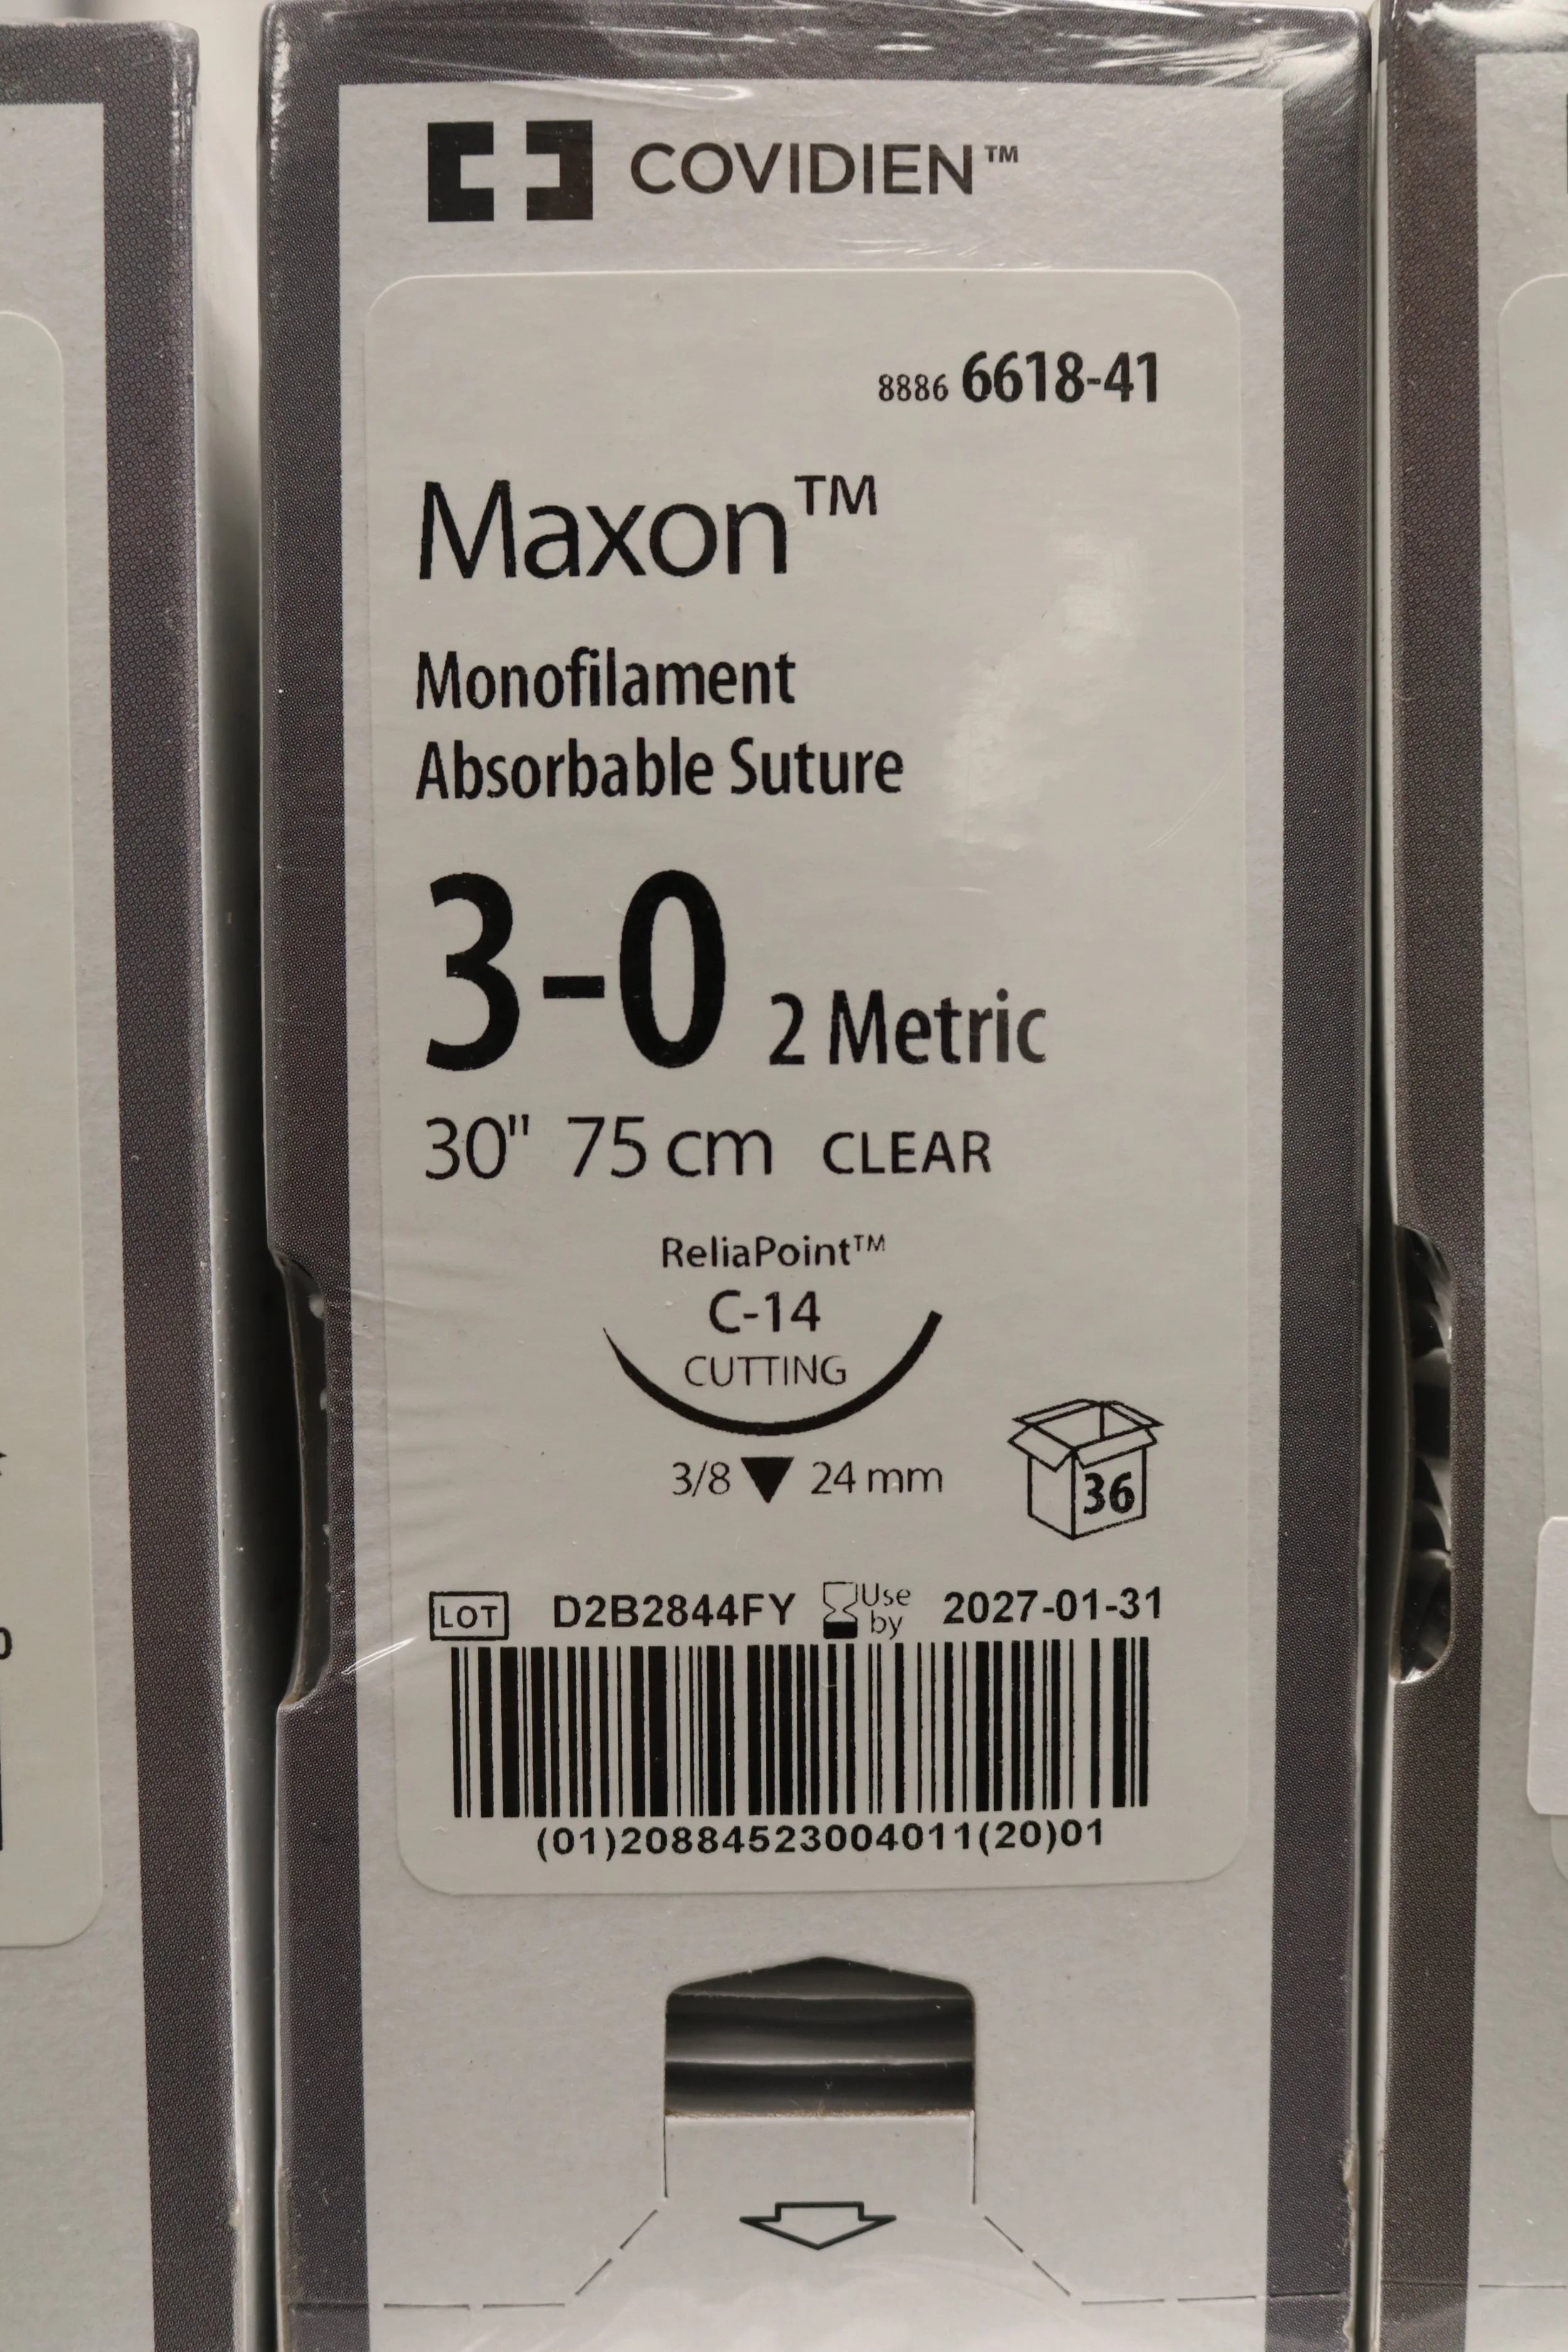 COVIDIEN™
8886 6618-41
Maxon™
Monofilament
Absorbable Suture
3-0 2 Metric
30" 75 cm CLEAR
ReliaPoint™
C-14
CUTTING
3/8 24 mm
36
LOT D2B2844FY Use by 2027-01-31
(01)20884523004011(20)01